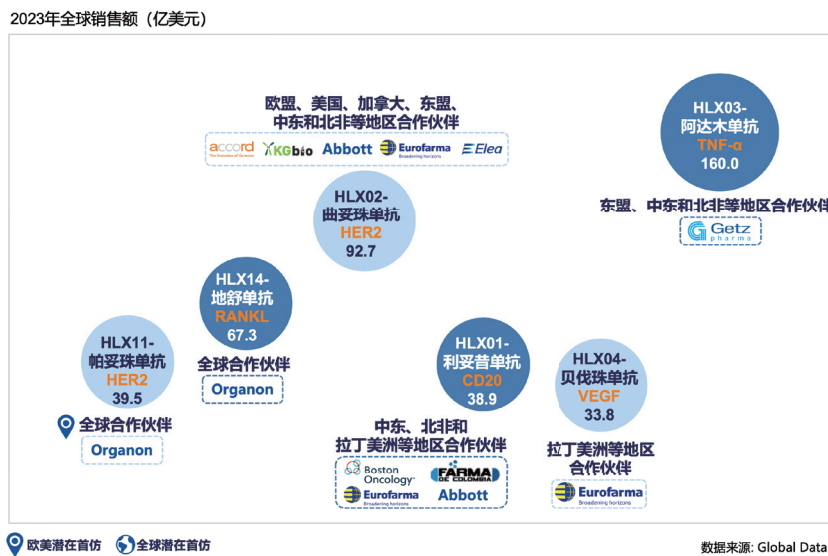 2023年全球销售额（亿美元）
欧盟、美国、加拿大、东盟、
中东和北非等地区合作伙伴
accord
KGbio
Abbott
Eurofarma
Broadening horizons
Elea
HLX03-
阿达木单抗
TNF-α
160.0
东盟、中东和北非等地区合作伙伴
Getz
pharma
HLX02-
曲妥珠单抗
HER2
92.7
HLX14-
地舒单抗
RANKL
67.3
全球合作伙伴
Organon
HLX11-
帕妥珠单抗
HER2
39.5
全球合作伙伴
Organon
HLX01-
利妥昔单抗
CD20
38.9
中东、北非和
拉丁美洲等地区合作伙伴
Boston
Oncology
FARMA
DE COLOMBIA
Eurofarma
Broadening horizons
Abbott
HLX04-
贝伐珠单抗
VEGF
33.8
拉丁美洲等地区
合作伙伴
Eurofarma
Broadening horizons
欧美潜在首仿
全球潜在首仿
数据来源: Global Data